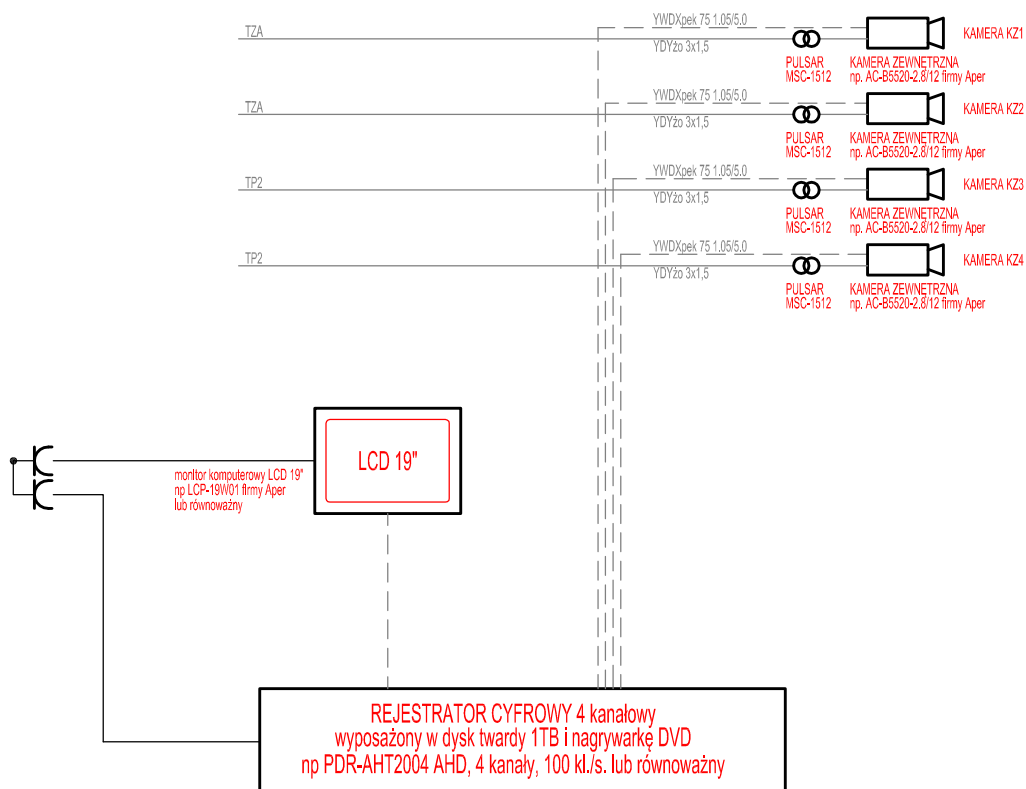 YWDXpek 75 1.05/5.0
TZA
YDYżo 3x1,5
KAMERA KZ1
PULSAR
MSC-1512
KAMERA ZEWNĘTRZNA
np. AC-B5520-2.8/12 firmy Aper
YWDXpek 75 1.05/5.0
TZA
YDYżo 3x1,5
KAMERA KZ2
PULSAR
MSC-1512
KAMERA ZEWNĘTRZNA
np. AC-B5520-2.8/12 firmy Aper
YWDXpek 75 1.05/5.0
TP2
YDYżo 3x1,5
KAMERA KZ3
PULSAR
MSC-1512
KAMERA ZEWNĘTRZNA
np. AC-B5520-2.8/12 firmy Aper
YWDXpek 75 1.05/5.0
TP2
YDYżo 3x1,5
KAMERA KZ4
PULSAR
MSC-1512
KAMERA ZEWNĘTRZNA
np. AC-B5520-2.8/12 firmy Aper
LCD 19"
monitor komputerowy LCD 19"
np LCP-19W01 firmy Aper
lub równoważny
REJESTRATOR CYFROWY 4 kanałowy
wyposażony w dysk twardy 1TB i nagrywarkę DVD
np PDR-AHT2004 AHD, 4 kanały, 100 kl./s. lub równoważny